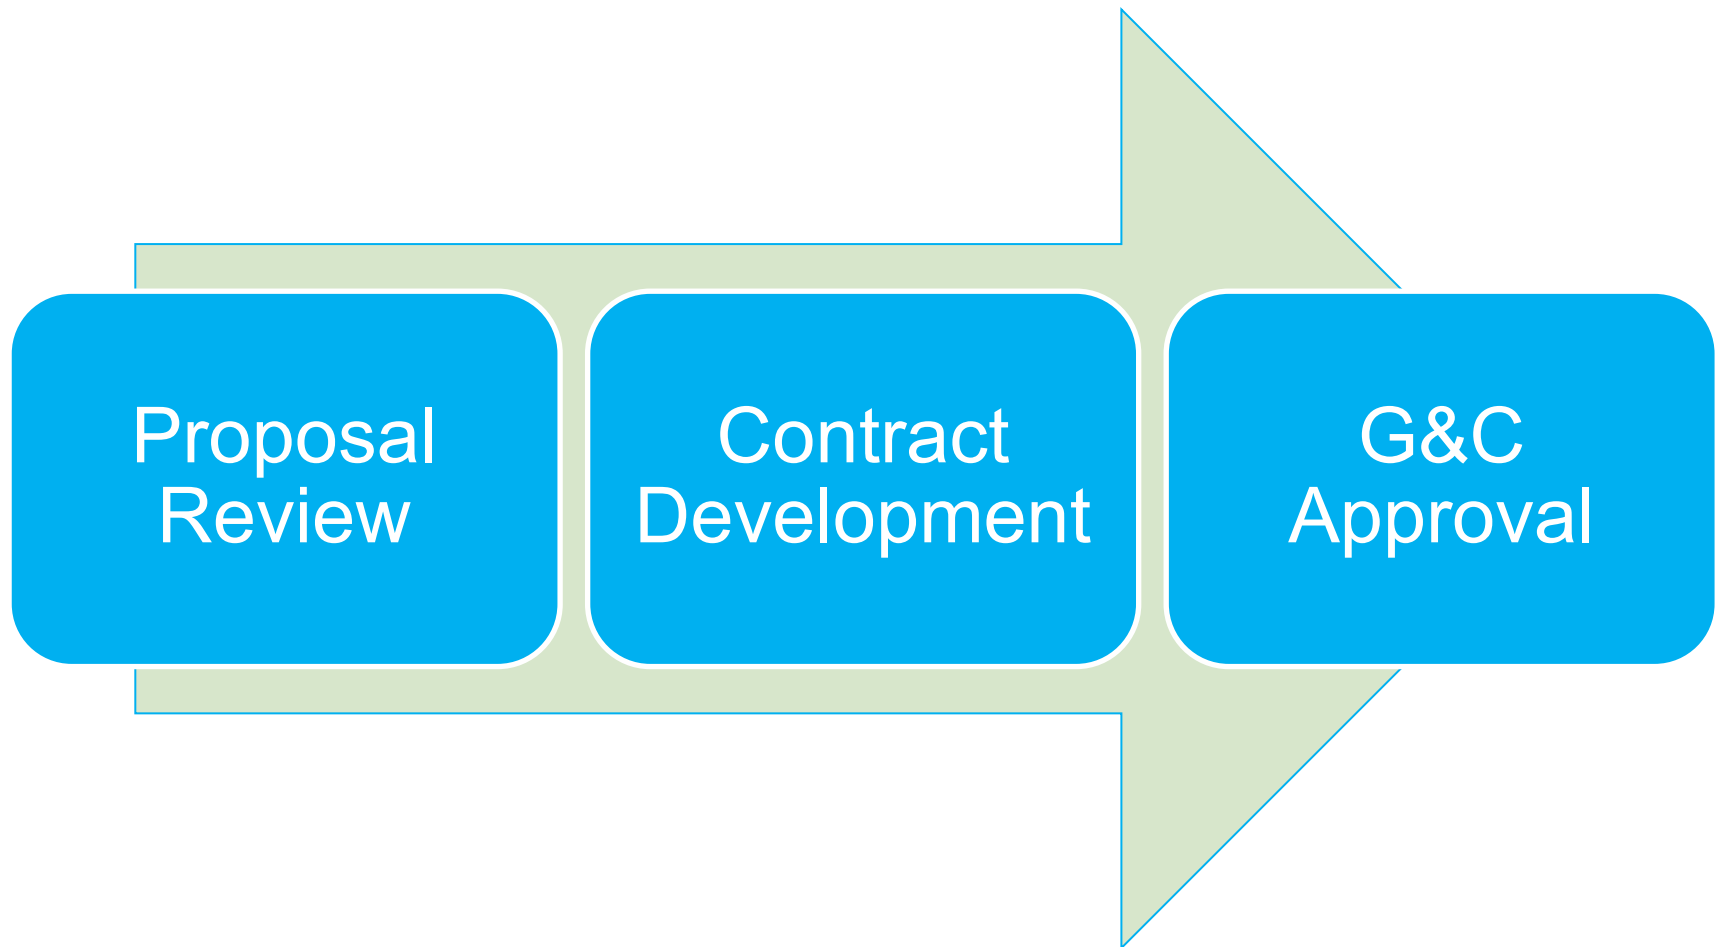 Proposal
Review
Contract
Development
G&C
Approval